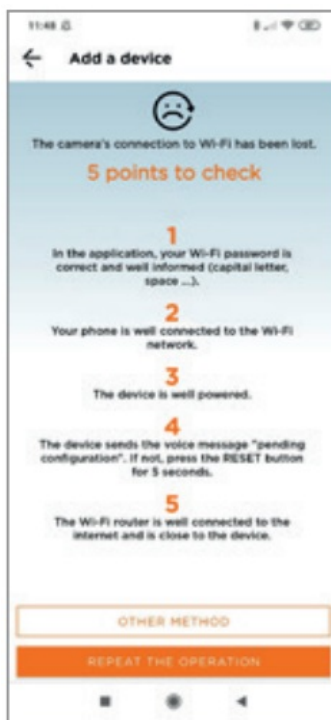 11:48
Add a device
The camera's connection to Wi-Fi has been lost.
5 points to check
1
In the application, your Wi-Fi password is
correct and well informed (capital letter,
space ...).
2
Your phone is well connected to the Wi-Fi
network.
3
The device is well powered.
4
The device sends the voice message "pending
configuration". If not, press the RESET button
for 5 seconds.
5
The Wi-Fi router is well connected to the
internet and is close to the device.
OTHER METHOD
REPEAT THE OPERATION